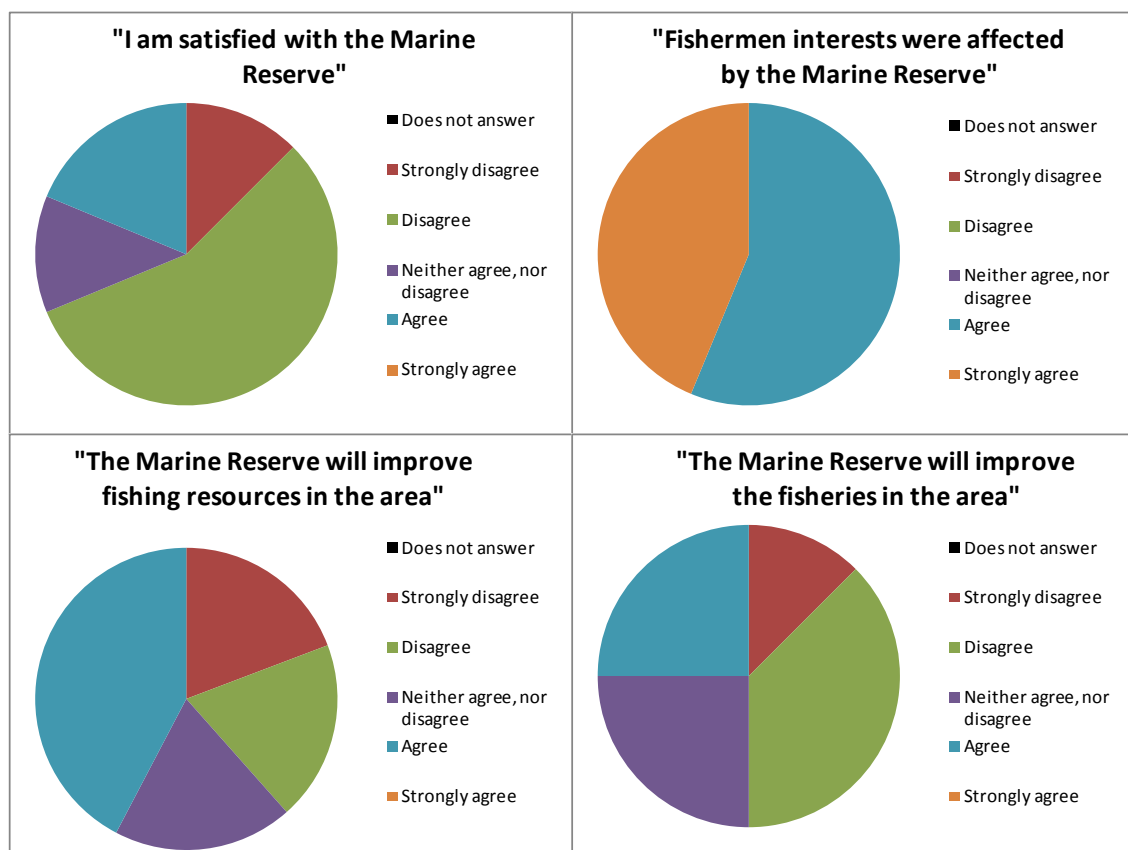 "I am satisfied with the Marine
Reserve"
Does not answer
Strongly disagree
Disagree
Neither agree, nor
disagree
Agree
Strongly agree
"Fishermen interests were affected
by the Marine Reserve"
Does not answer
Strongly disagree
Disagree
Neither agree, nor
disagree
Agree
Strongly agree
"The Marine Reserve will improve
fishing resources in the area"
Does not answer
Strongly disagree
Disagree
Neither agree, nor
disagree
Agree
Strongly agree
"The Marine Reserve will improve
the fisheries in the area"
Does not answer
Strongly disagree
Disagree
Neither agree, nor
disagree
Agree
Strongly agree